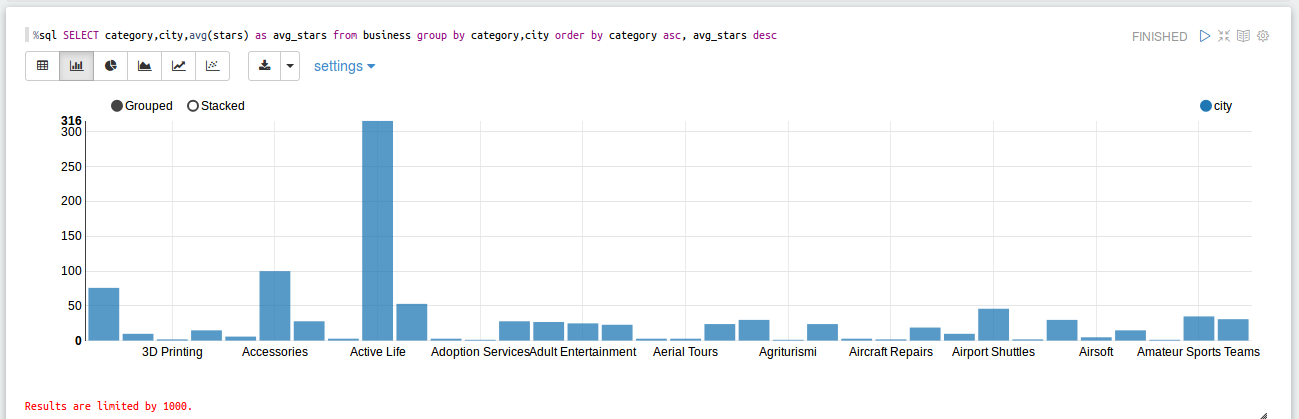 %sql SELECT category,city,avg(stars) as avg_stars from business group by category,city order by category asc, avg_stars desc
FINISHED
settings
Grouped Stacked city
316
300
250
200
150
100
50
0
3D Printing Accessories Active Life Adoption Services Adult Entertainment Aerial Tours Agriturismi Aircraft Repairs Airport Shuttles Airsoft Amateur Sports Teams
Results are limited by 1000.